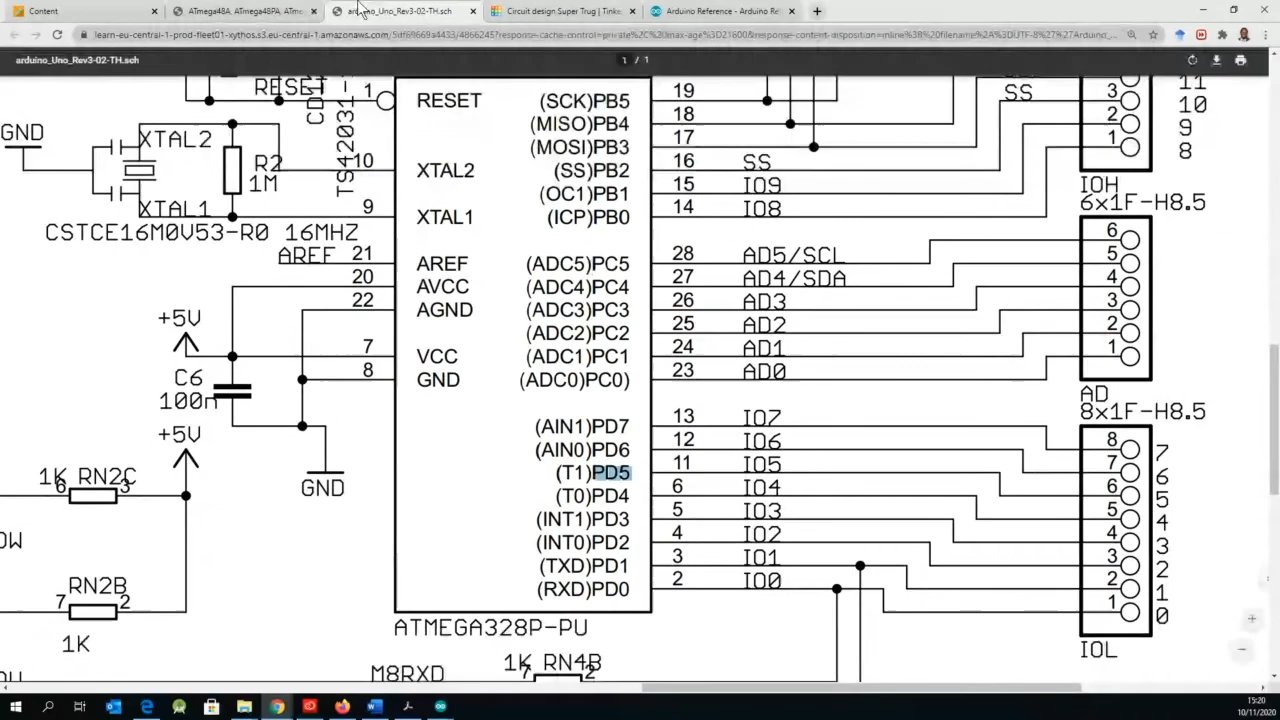 Content
ATmega48A, ATmega48PA, ATme
arduino_Uno_Rev3-02-TH.sch
Circuit design Super Trug | Tinke
Arduino Reference - Arduino Re
arduino_Uno_Rev3-02-TH.sch
1 / 1
RESET
1
RESET
(SCK)PB5
19
11
SS
3
10
(MISO)PB4
18
2
9
GND
XTAL2
(MOSI)PB3
17
1
8
R2
1M
TS42031-
10
XTAL2
(SS)PB2
16
SS
(OC1)PB1
15
IO9
IOH
XTAL1
9
XTAL1
(ICP)PB0
14
IO8
6x1F-H8.5
CSTCE16M0V53-R0 16MHZ
6
AREF
21
AREF
(ADC5)PC5
28
AD5/SCL
5
20
AVCC
(ADC4)PC4
27
AD4/SDA
4
22
AGND
(ADC3)PC3
26
AD3
3
+5V
(ADC2)PC2
25
AD2
2
7
VCC
(ADC1)PC1
24
AD1
1
8
GND
(ADC0)PC0)
23
AD0
C6
100n
AD
8x1F-H8.5
+5V
(AIN1)PD7
13
IO7
8
7
(AIN0)PD6
12
IO6
7
6
1K RN2C
6
3
(T1)PD5
11
IO5
6
5
GND
(T0)PD4
6
IO4
5
4
(INT1)PD3
5
IO3
4
3
(INT0)PD2
4
IO2
3
2
(TXD)PD1
3
IO1
2
1
RN2B
7
2
(RXD)PD0
2
IO0
1
0
1K
ATMEGA328P-PU
IOL
M8RXD
1K RN4B
7
2
15:20
10/11/2020